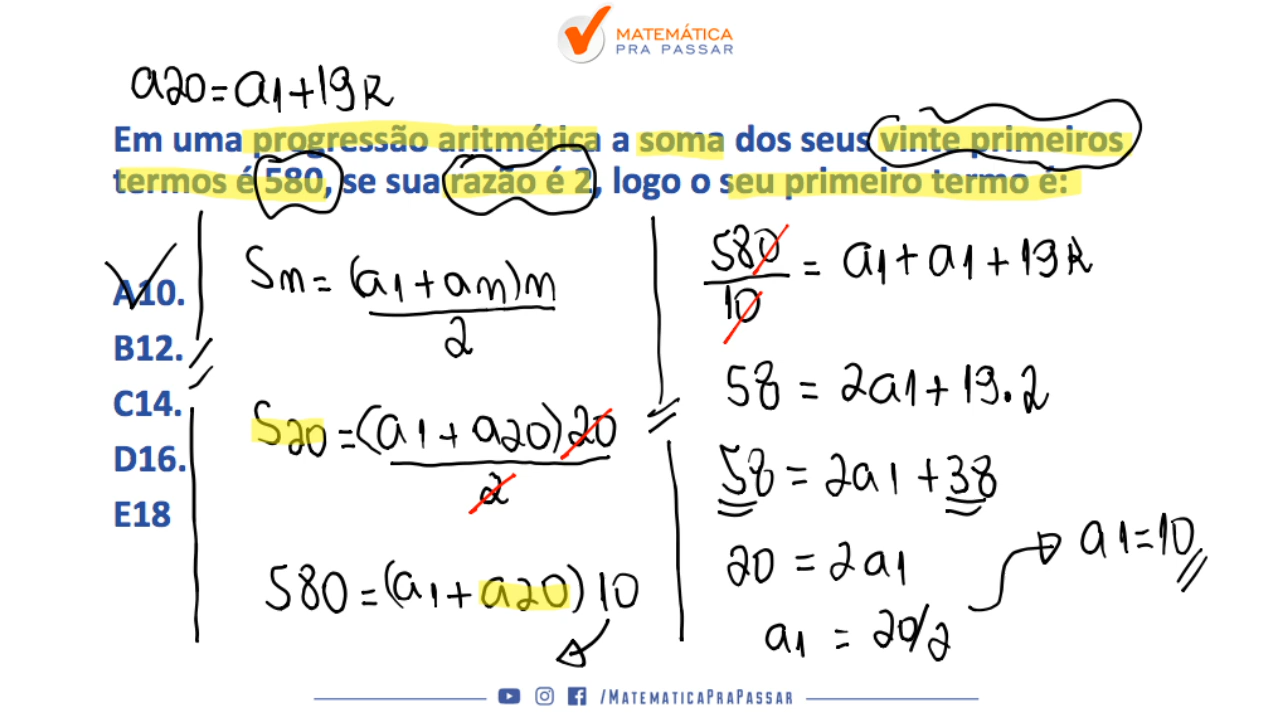 MATEMÁTICA
PRA PASSAR
a20=a1+19R
Em uma progressão aritmética a soma dos seus vinte primeiros
termos é 580, se sua razão é 2, logo o seu primeiro termo é:
A10.
B12.
C14.
D16.
E18
Sn = (a1 + an)n
2
S20 = (a1 + a20) 20
2
580 = (a1 + a20) 10
580
10
= a1 + a1 + 19R
58 = 2a1 + 19.2
58 = 2a1 + 38
20 = 2a1
a1 = 20/2
a1=10
/MatematicaPraPassar